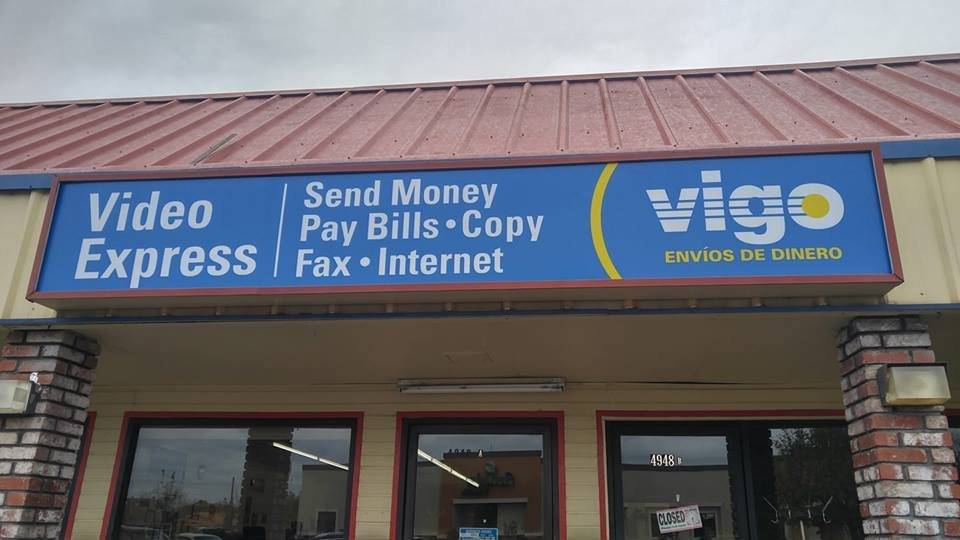 Video
Express
Send Money
Pay Bills • Copy
Fax • Internet
vigo
ENVÍOS DE DINERO
4948 B
CLOSED